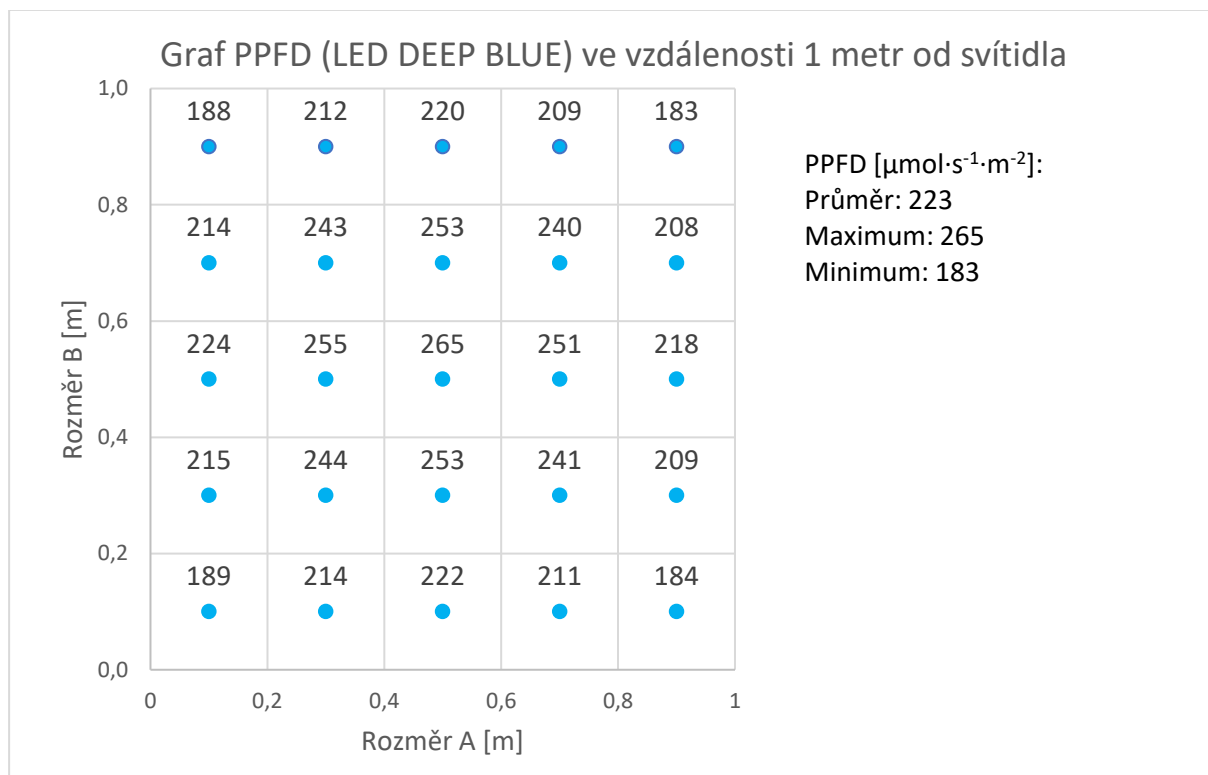 Graf PPFD (LED DEEP BLUE) ve vzdálenosti 1 metr od svítidla
1,0
188 212 220 209 183
PPFD [µmol·s⁻¹·m⁻²]:
Průměr: 223
Maximum: 265
Minimum: 183
0,8
214 243 253 240 208
0,6
224 255 265 251 218
Rozměr B [m]
0,4
215 244 253 241 209
0,2
189 214 222 211 184
0,0
0 0,2 0,4 0,6 0,8 1
Rozměr A [m]